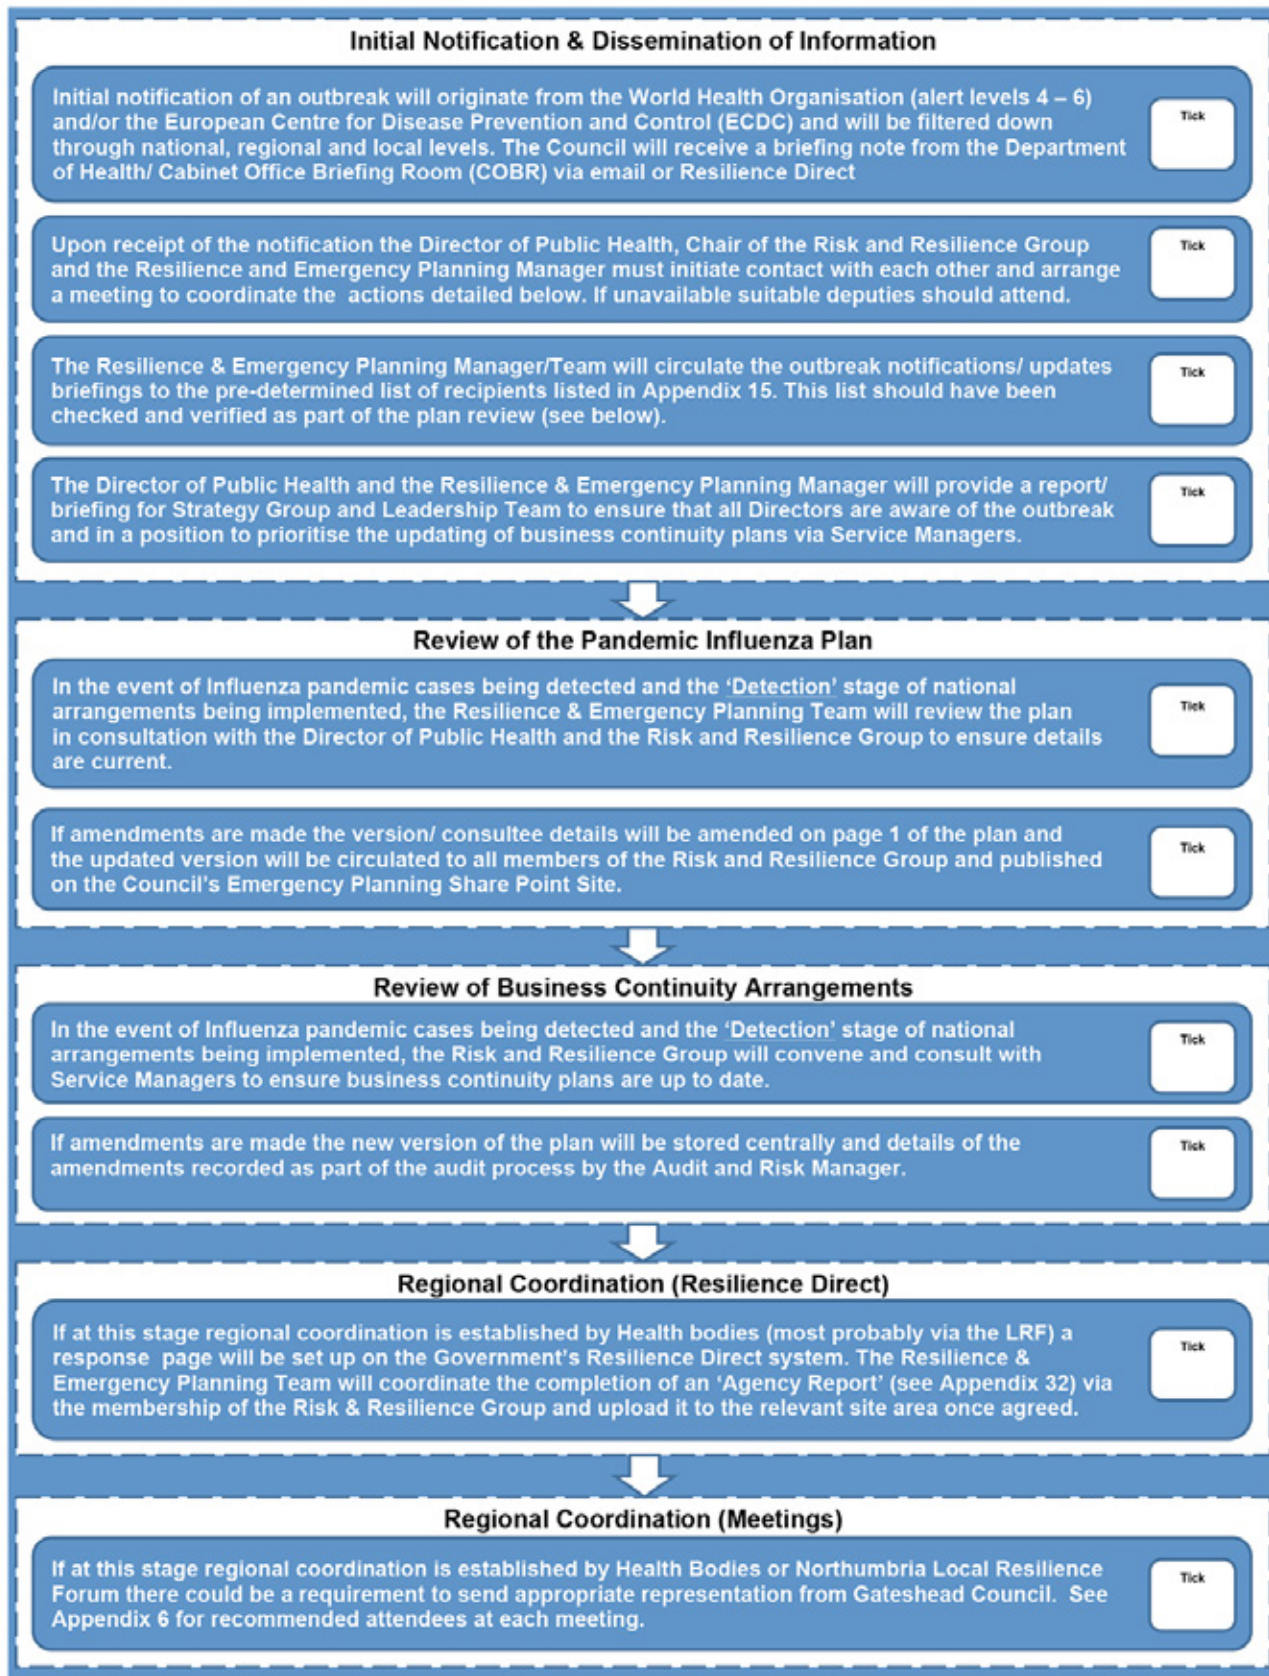 Initial Notification & Dissemination of Information
Initial notification of an outbreak will originate from the World Health Organisation (alert levels 4 – 6)
and/or the European Centre for Disease Prevention and Control (ECDC) and will be filtered down
through national, regional and local levels. The Council will receive a briefing note from the Department
of Health/ Cabinet Office Briefing Room (COBR) via email or Resilience Direct
Tick
Upon receipt of the notification the Director of Public Health, Chair of the Risk and Resilience Group
and the Resilience and Emergency Planning Manager must initiate contact with each other and arrange
a meeting to coordinate the actions detailed below. If unavailable suitable deputies should attend.
Tick
The Resilience & Emergency Planning Manager/Team will circulate the outbreak notifications/ updates
briefings to the pre-determined list of recipients listed in Appendix 15. This list should have been
checked and verified as part of the plan review (see below).
Tick
The Director of Public Health and the Resilience & Emergency Planning Manager will provide a report/
briefing for Strategy Group and Leadership Team to ensure that all Directors are aware of the outbreak
and in a position to prioritise the updating of business continuity plans via Service Managers.
Tick
Review of the Pandemic Influenza Plan
In the event of Influenza pandemic cases being detected and the ‘Detection’ stage of national
arrangements being implemented, the Resilience & Emergency Planning Team will review the plan
in consultation with the Director of Public Health and the Risk and Resilience Group to ensure details
are current.
Tick
If amendments are made the version/ consultee details will be amended on page 1 of the plan and
the updated version will be circulated to all members of the Risk and Resilience Group and published
on the Council’s Emergency Planning Share Point Site.
Tick
Review of Business Continuity Arrangements
In the event of Influenza pandemic cases being detected and the ‘Detection’ stage of national
arrangements being implemented, the Risk and Resilience Group will convene and consult with
Service Managers to ensure business continuity plans are up to date.
Tick
If amendments are made the new version of the plan will be stored centrally and details of the
amendments recorded as part of the audit process by the Audit and Risk Manager.
Tick
Regional Coordination (Resilience Direct)
If at this stage regional coordination is established by Health bodies (most probably via the LRF) a
response page will be set up on the Government’s Resilience Direct system. The Resilience &
Emergency Planning Team will coordinate the completion of an ‘Agency Report’ (see Appendix 32) via
the membership of the Risk & Resilience Group and upload it to the relevant site area once agreed.
Tick
Regional Coordination (Meetings)
If at this stage regional coordination is established by Health Bodies or Northumbria Local Resilience
Forum there could be a requirement to send appropriate representation from Gateshead Council. See
Appendix 6 for recommended attendees at each meeting.
Tick